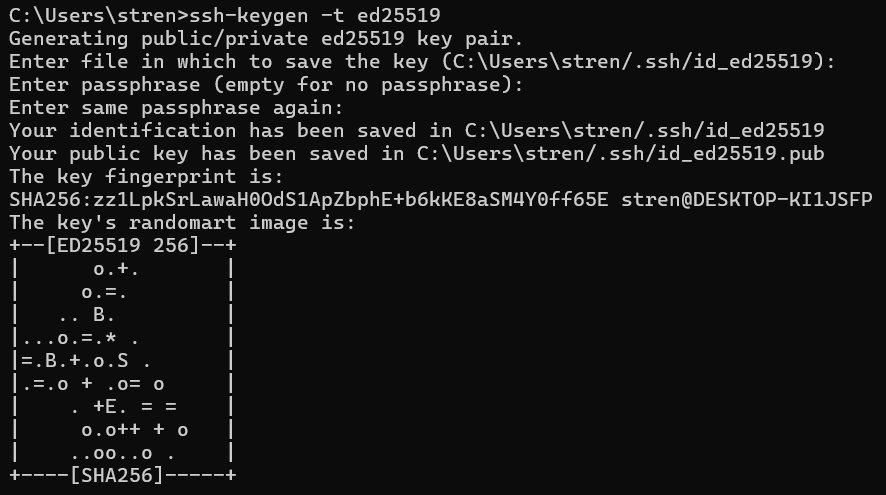 C:\Users\stren>ssh-keygen -t ed25519
Generating public/private ed25519 key pair.
Enter file in which to save the key (C:\Users\stren/.ssh/id_ed25519):
Enter passphrase (empty for no passphrase):
Enter same passphrase again:
Your identification has been saved in C:\Users\stren/.ssh/id_ed25519
Your public key has been saved in C:\Users\stren/.ssh/id_ed25519.pub
The key fingerprint is:
SHA256:zz1LpkSrLawaH0OdS1ApZbphE+b6kKE8aSM4Y0ff65E stren@DESKTOP-KI1JSFP
The key's randomart image is:
+--[ED25519 256]--+
|      o.+.       |
|     o.=.        |
|   .. B.         |
|...o.=.* .       |
|=.B.+.o.S .      |
|.=.o + .o= o     |
|    . +E. = =    |
|     o.o++ + o   |
|    ..oo..o .    |
+----[SHA256]-----+